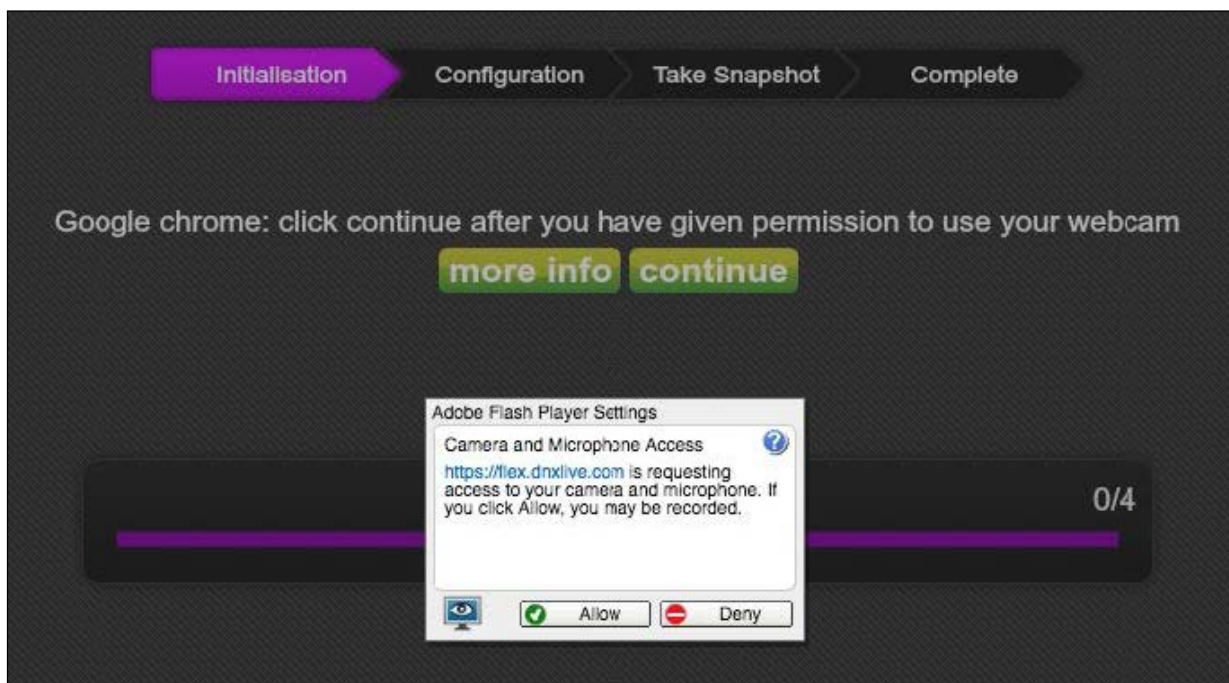 Initialisation Configuration Take Snapshot Complete
Google chrome: click continue after you have given permission to use your webcam
more info continue
Adobe Flash Player Settings
Camera and Microphone Access
https://flex.dnxlive.com is requesting
access to your camera and microphone. If
you click Allow, you may be recorded.
0/4
Allow Deny